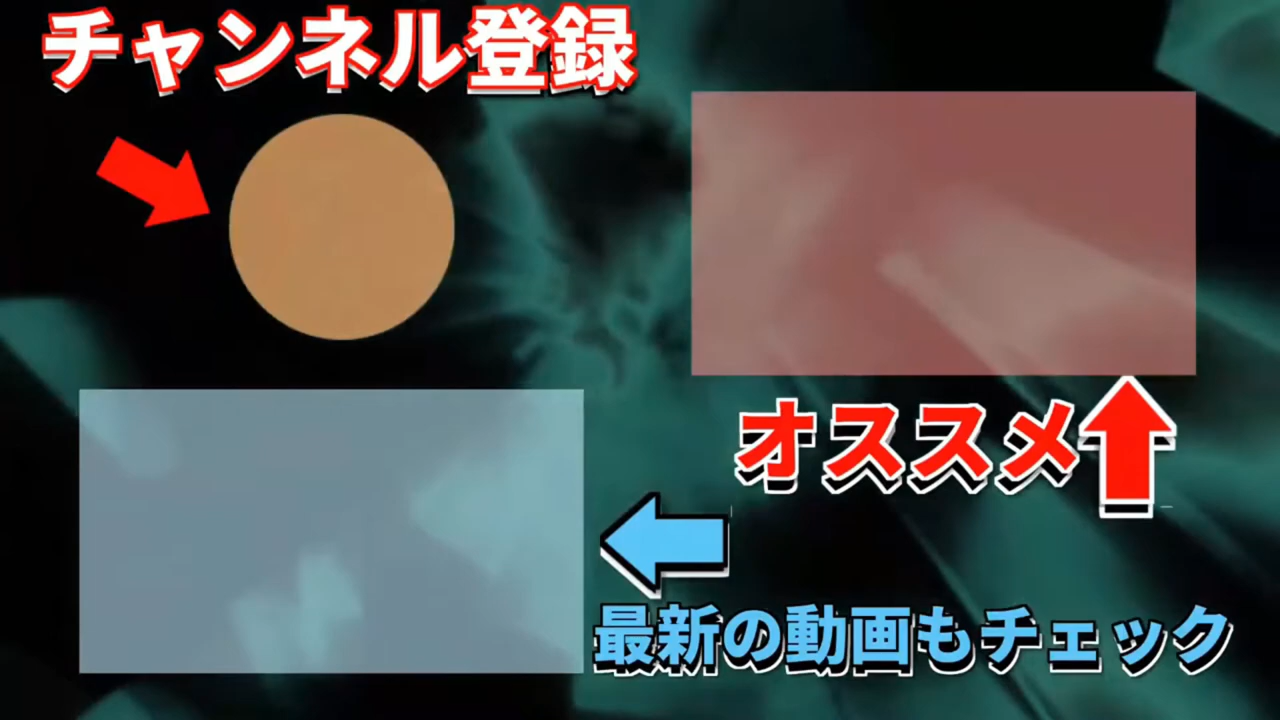 チャンネル登録
オススメ
最新の動画もチェック